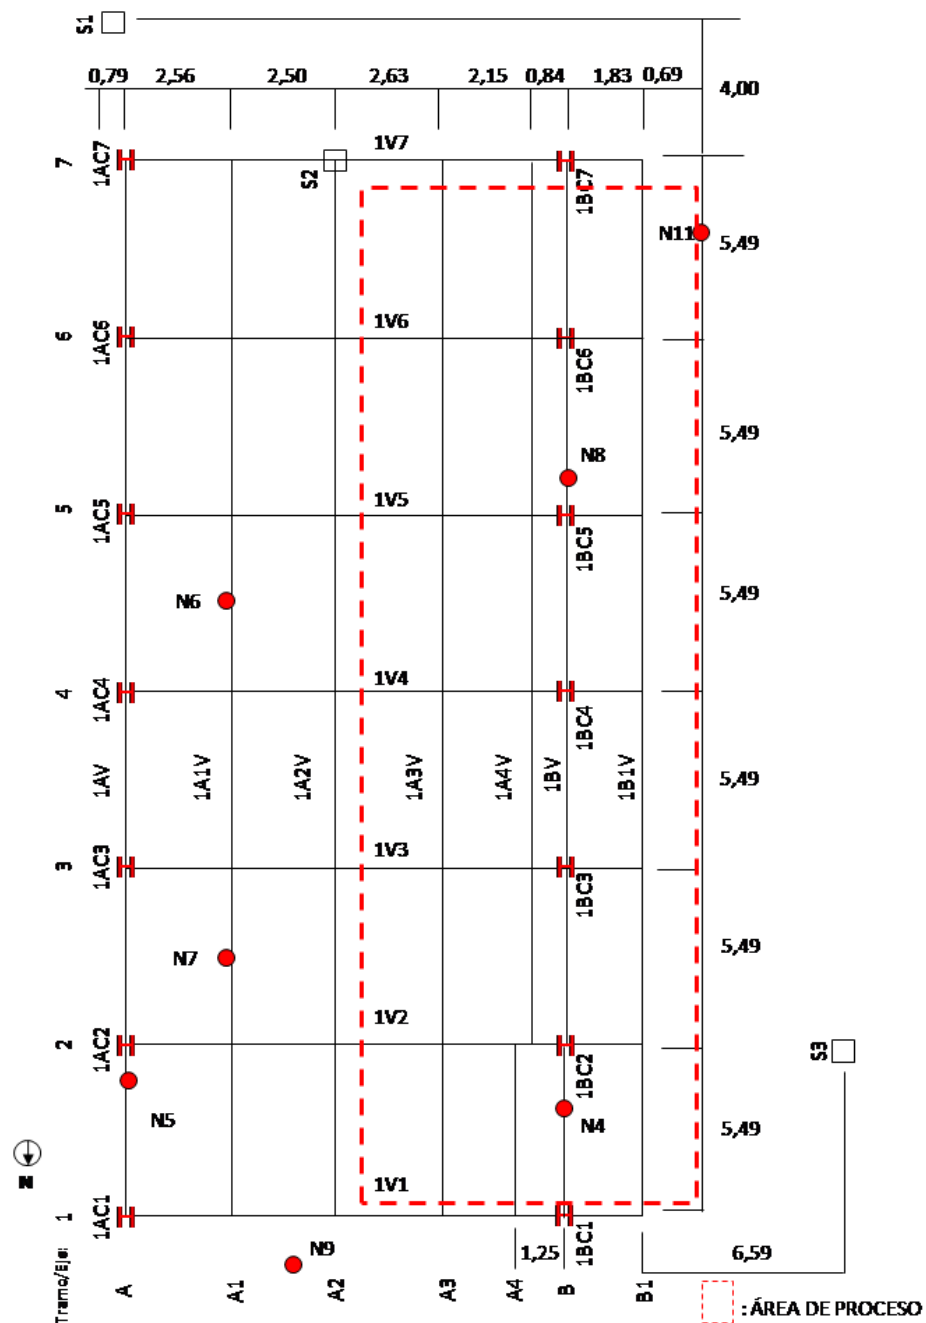 S1
0,79 2,56 2,50 2,63 2,15 0,84 1,83 0,69 4,00
7 1AC7 S2 1V7 1BC7
N11 5,49
6 1AC6 1V6 1BC6
5,49
N8
5 1AC5 1V5 1BC5
N6 5,49
4 1AC4 1V4 1BC4
1AV 1A1V 1A2V 1A3V 1A4V 1BV 1B1V 5,49
3 1AC3 1V3 1BC3
N7 5,49
2 1AC2 1V2 1BC2 S3
N5 N4 5,49
N
1 1AC1 1V1 1BC1
N9 1,25 6,59
Tramo/Eje: A A1 A2 A3 A4 B B1
: ÁREA DE PROCESO